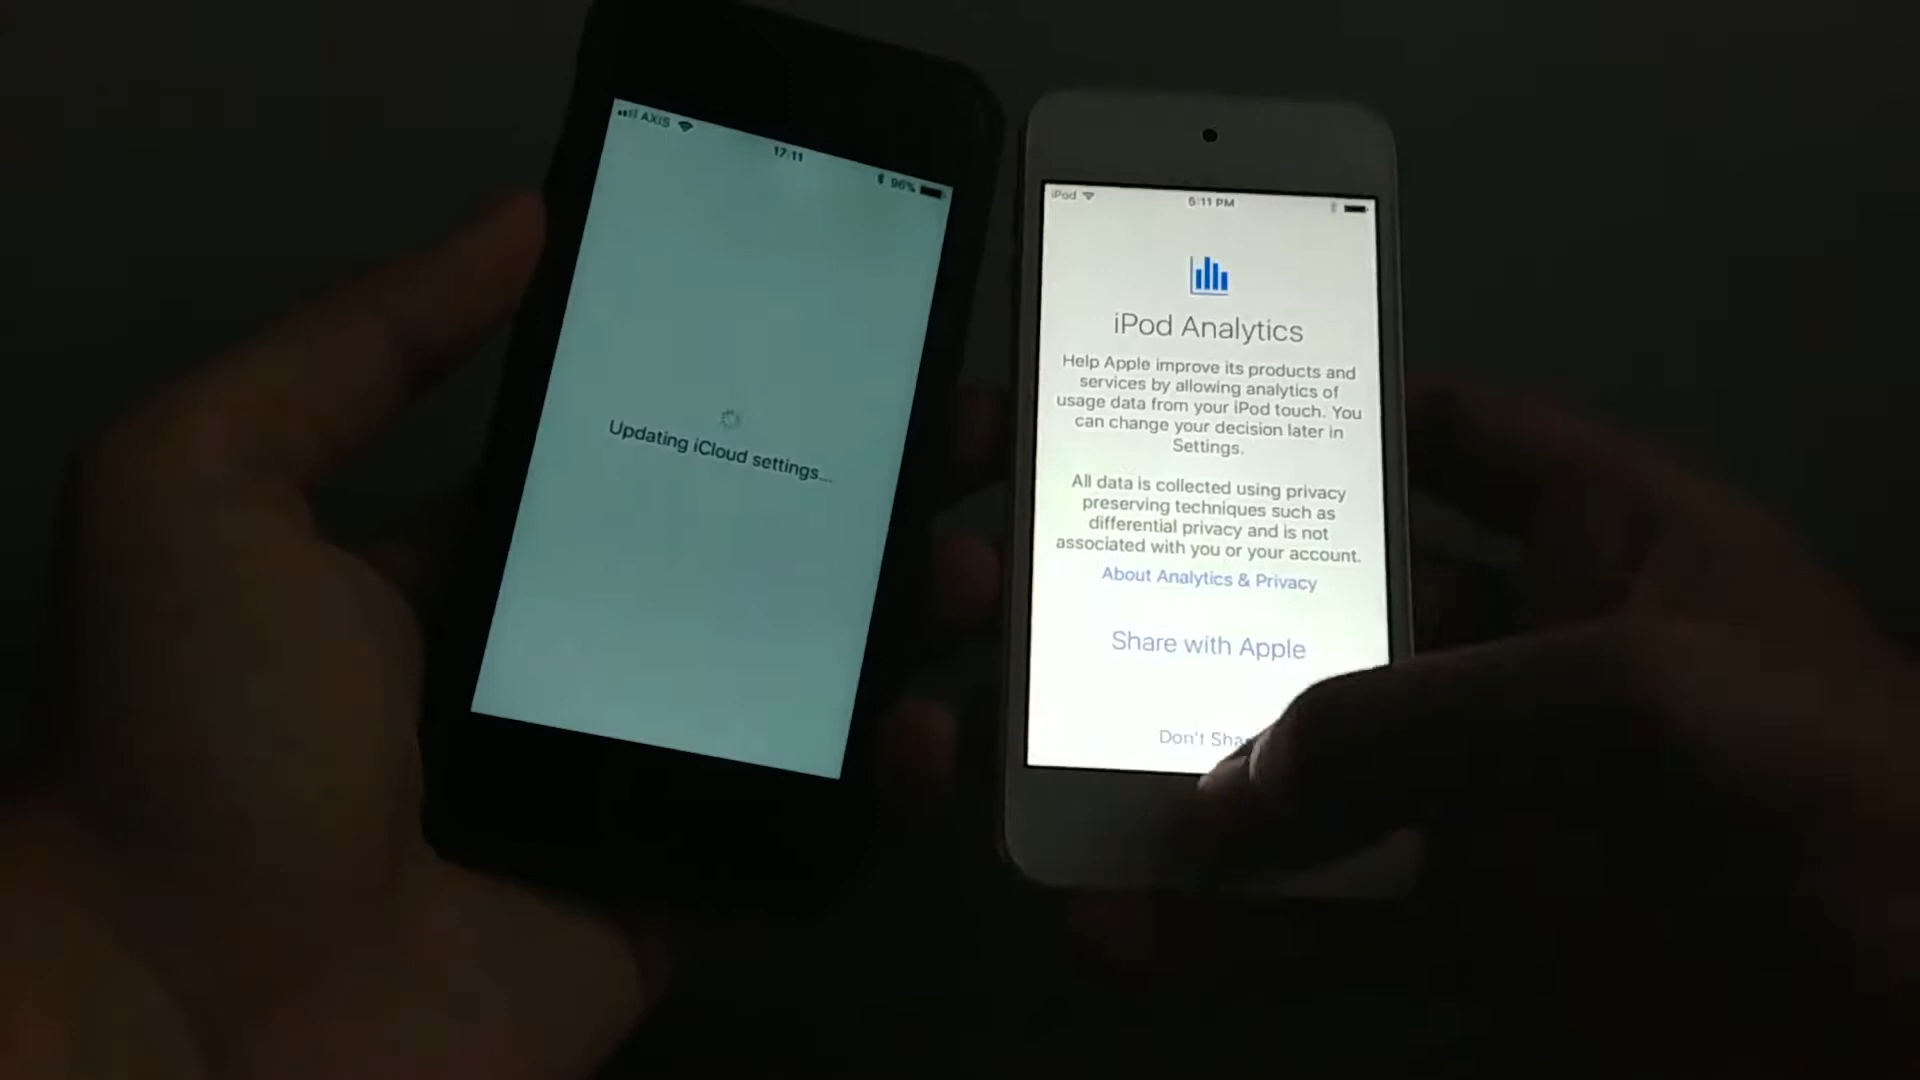 AXIS
17:11
96%
Updating iCloud settings...
iPod
5:11 PM
iPod Analytics
Help Apple improve its products and
services by allowing analytics of
usage data from your iPod touch. You
can change your decision later in
Settings.
All data is collected using privacy
preserving techniques such as
differential privacy and is not
associated with you or your account.
About Analytics & Privacy
Share with Apple
Don't